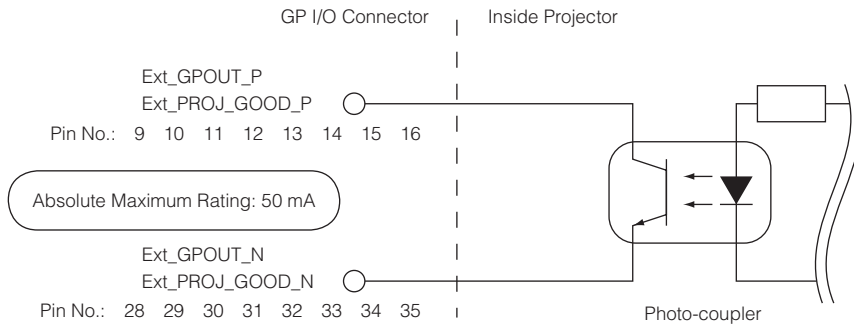 GP I/O Connector Inside Projector
Ext_GPOUT_P
Ext_PROJ_GOOD_P
Pin No.: 9 10 11 12 13 14 15 16
Absolute Maximum Rating: 50 mA
Ext_GPOUT_N
Ext_PROJ_GOOD_N
Pin No.: 28 29 30 31 32 33 34 35
Photo-coupler